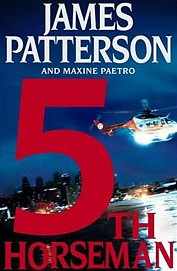 JAMES
PATTERSON
AND MAXINE PAETRO
5
TH
HORSEMAN